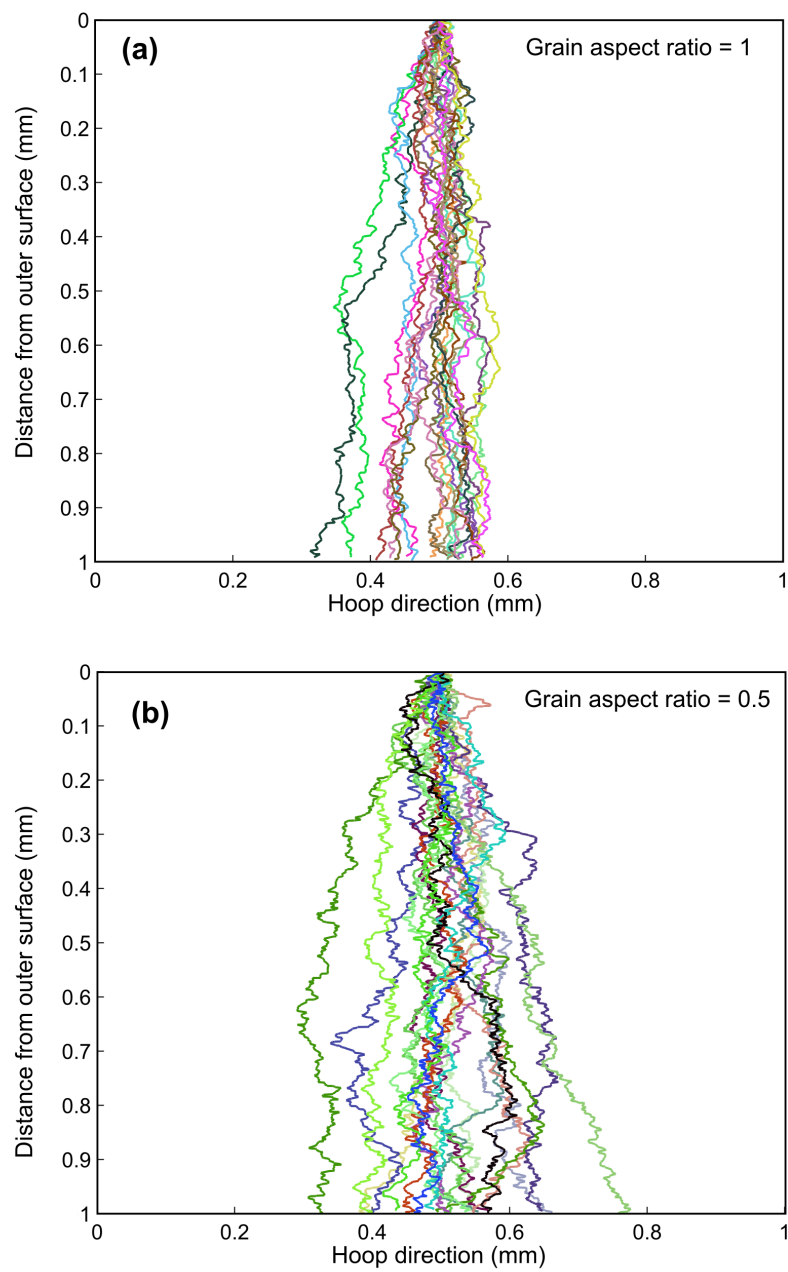 (a)
Grain aspect ratio = 1
Distance from outer surface (mm)
0
0.1
0.2
0.3
0.4
0.5
0.6
0.7
0.8
0.9
1
0 0.2 0.4 0.6 0.8 1
Hoop direction (mm)
(b)
Grain aspect ratio = 0.5
Distance from outer surface (mm)
0
0.1
0.2
0.3
0.4
0.5
0.6
0.7
0.8
0.9
1
0 0.2 0.4 0.6 0.8 1
Hoop direction (mm)